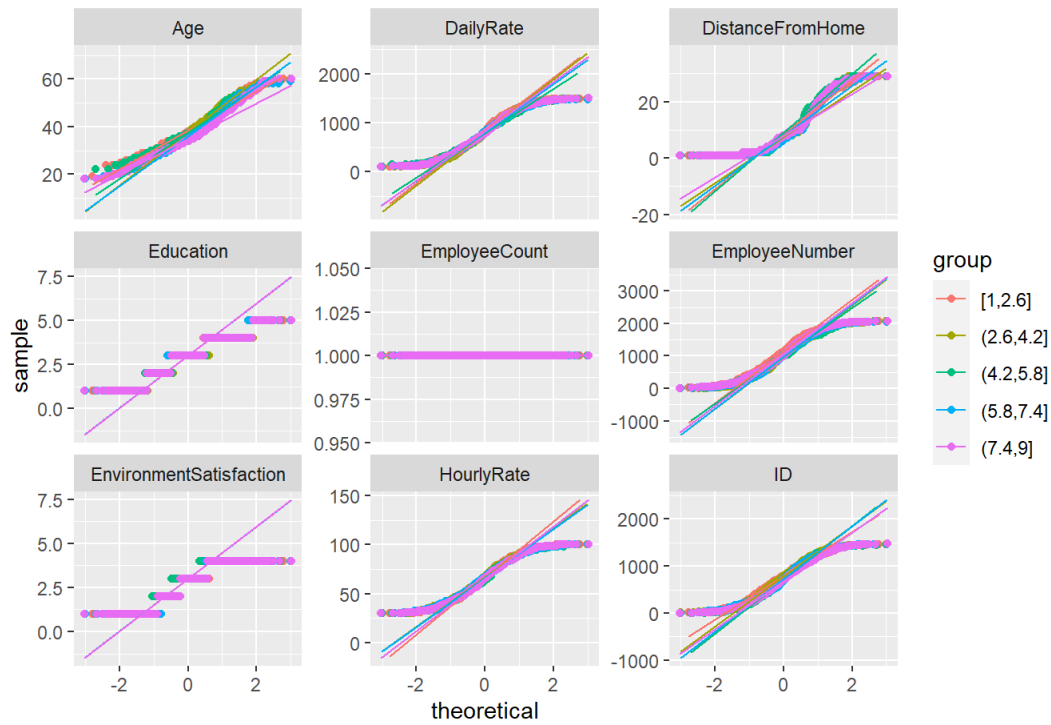 Age
DailyRate
DistanceFromHome
60
40
20
2000
1000
0
20
0
-20
Education
EmployeeCount
EmployeeNumber
7.5
5.0
2.5
0.0
1.050
1.025
1.000
0.975
0.950
3000
2000
1000
0
-1000
EnvironmentSatisfaction
HourlyRate
ID
7.5
5.0
2.5
0.0
150
100
50
0
2000
1000
0
-1000
-2 0 2
-2 0 2
-2 0 2
theoretical
sample
group
[1,2.6]
(2.6,4.2]
(4.2,5.8]
(5.8,7.4]
(7.4,9]